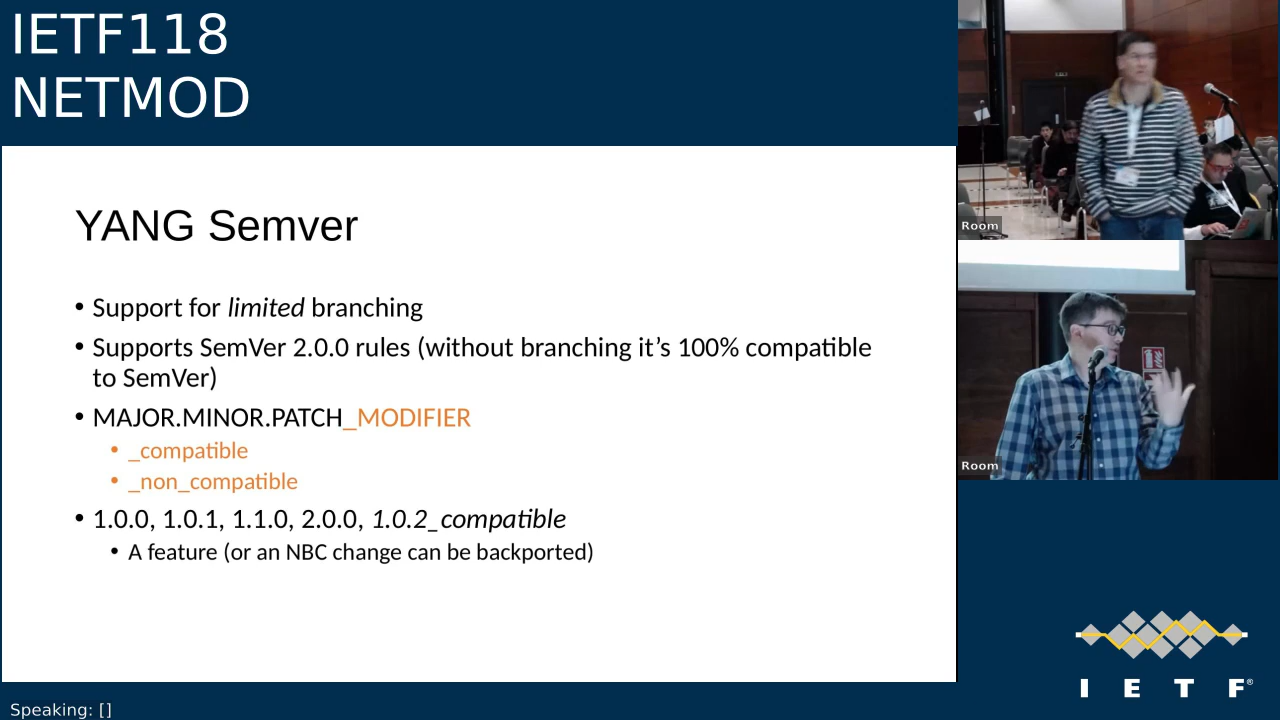 IETF118
NETMOD
YANG Semver
• Support for limited branching
• Supports SemVer 2.0.0 rules (without branching it’s 100% compatible
to SemVer)
• MAJOR.MINOR.PATCH_MODIFIER
• _compatible
• _non_compatible
• 1.0.0, 1.0.1, 1.1.0, 2.0.0, 1.0.2_compatible
• A feature (or an NBC change can be backported)
Room
Room
I E T F®
Speaking: []